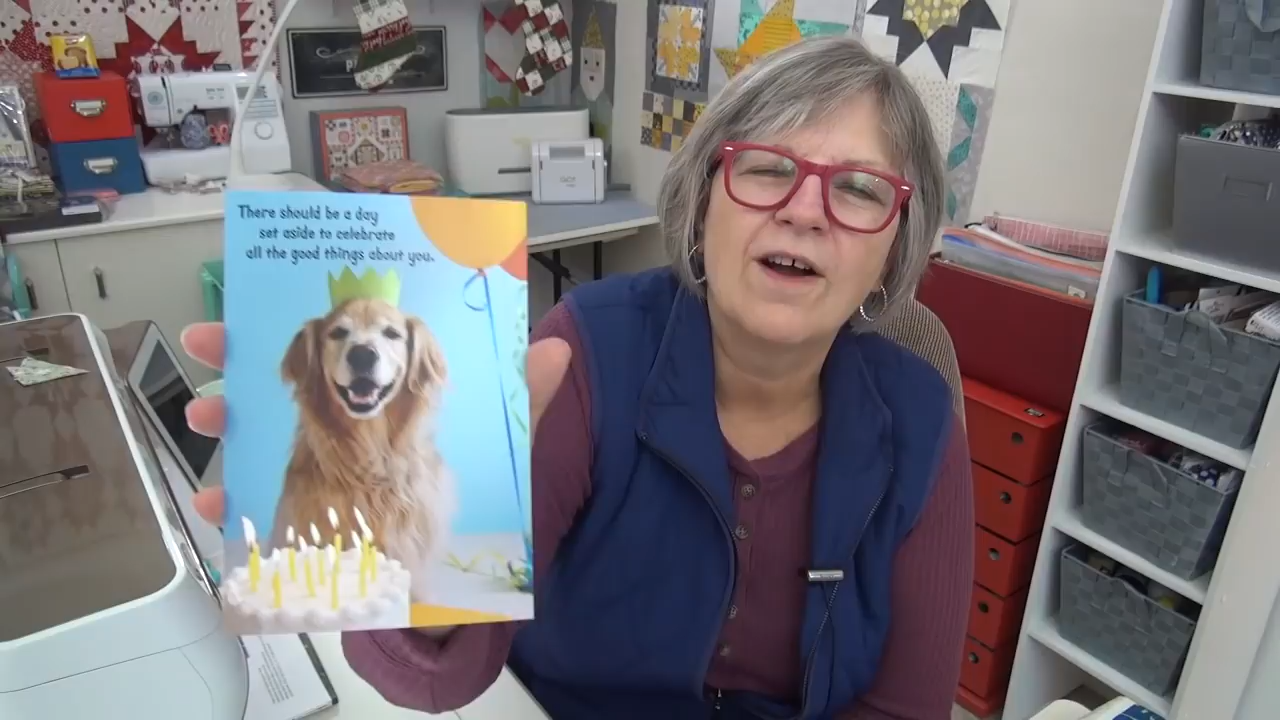 There should be a day
set aside to celebrate
all the good things about you.